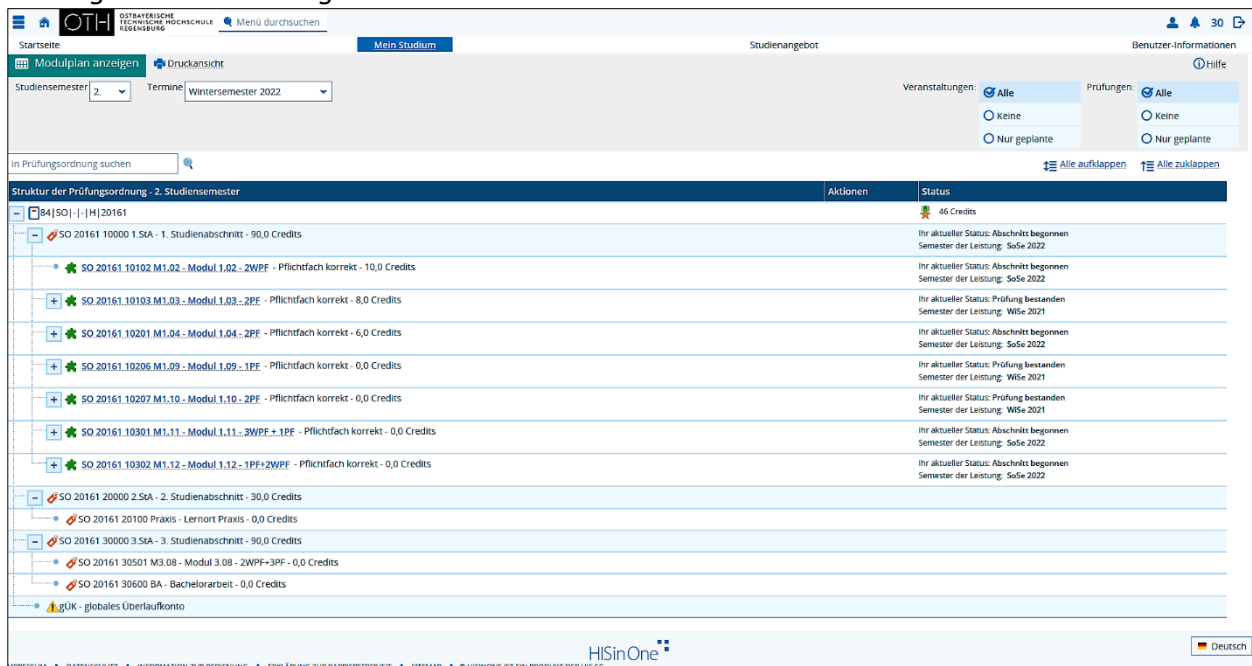 OTH OSTBAYERISCHE
TECHNISCHE HOCHSCHULE
REGENSBURG
Menü durchsuchen
30
Startseite Mein Studium Studienangebot Benutzer-Informationen
Modulplan anzeigen Druckansicht Hilfe
Studiensemester 2. Termine Wintersemester 2022 Veranstaltungen: Alle Prüfungen: Alle
Keine Keine
Nur geplante Nur geplante
In Prüfungsordnung suchen Alle aufklappen Alle zuklappen
Struktur der Prüfungsordnung - 2. Studiensemester Aktionen Status
84|SO|-|-|H|20161 46 Credits
SO 20161 10000 1.StA - 1. Studienabschnitt - 90,0 Credits Ihr aktueller Status: Abschnitt begonnen
Semester der Leistung: SoSe 2022
SO 20161 10102 M1.02 - Modul 1.02 - 2WPF - Pflichtfach korrekt - 10,0 Credits Ihr aktueller Status: Abschnitt begonnen
Semester der Leistung: SoSe 2022
SO 20161 10103 M1.03 - Modul 1.03 - 2PF - Pflichtfach korrekt - 8,0 Credits Ihr aktueller Status: Prüfung bestanden
Semester der Leistung: WiSe 2021
SO 20161 10201 M1.04 - Modul 1.04 - 2PF - Pflichtfach korrekt - 6,0 Credits Ihr aktueller Status: Abschnitt begonnen
Semester der Leistung: SoSe 2022
SO 20161 10206 M1.09 - Modul 1.09 - 1PF - Pflichtfach korrekt - 0,0 Credits Ihr aktueller Status: Prüfung bestanden
Semester der Leistung: WiSe 2021
SO 20161 10207 M1.10 - Modul 1.10 - 2PF - Pflichtfach korrekt - 0,0 Credits Ihr aktueller Status: Prüfung bestanden
Semester der Leistung: WiSe 2021
SO 20161 10301 M1.11 - Modul 1.11 - 3WPF + 1PF - Pflichtfach korrekt - 0,0 Credits Ihr aktueller Status: Abschnitt begonnen
Semester der Leistung: SoSe 2022
SO 20161 10302 M1.12 - Modul 1.12 - 1PF+2WPF - Pflichtfach korrekt - 0,0 Credits Ihr aktueller Status: Abschnitt begonnen
Semester der Leistung: SoSe 2022
SO 20161 20000 2.StA - 2. Studienabschnitt - 30,0 Credits
SO 20161 20100 Praxis - Lernort Praxis - 0,0 Credits
SO 20161 30000 3.StA - 3. Studienabschnitt - 90,0 Credits
SO 20161 30501 M3.08 - Modul 3.08 - 2WPF+3PF - 0,0 Credits
SO 20161 30600 BA - Bachelorarbeit - 0,0 Credits
gÜK - globales Überlaufkonto
HISinOne Deutsch